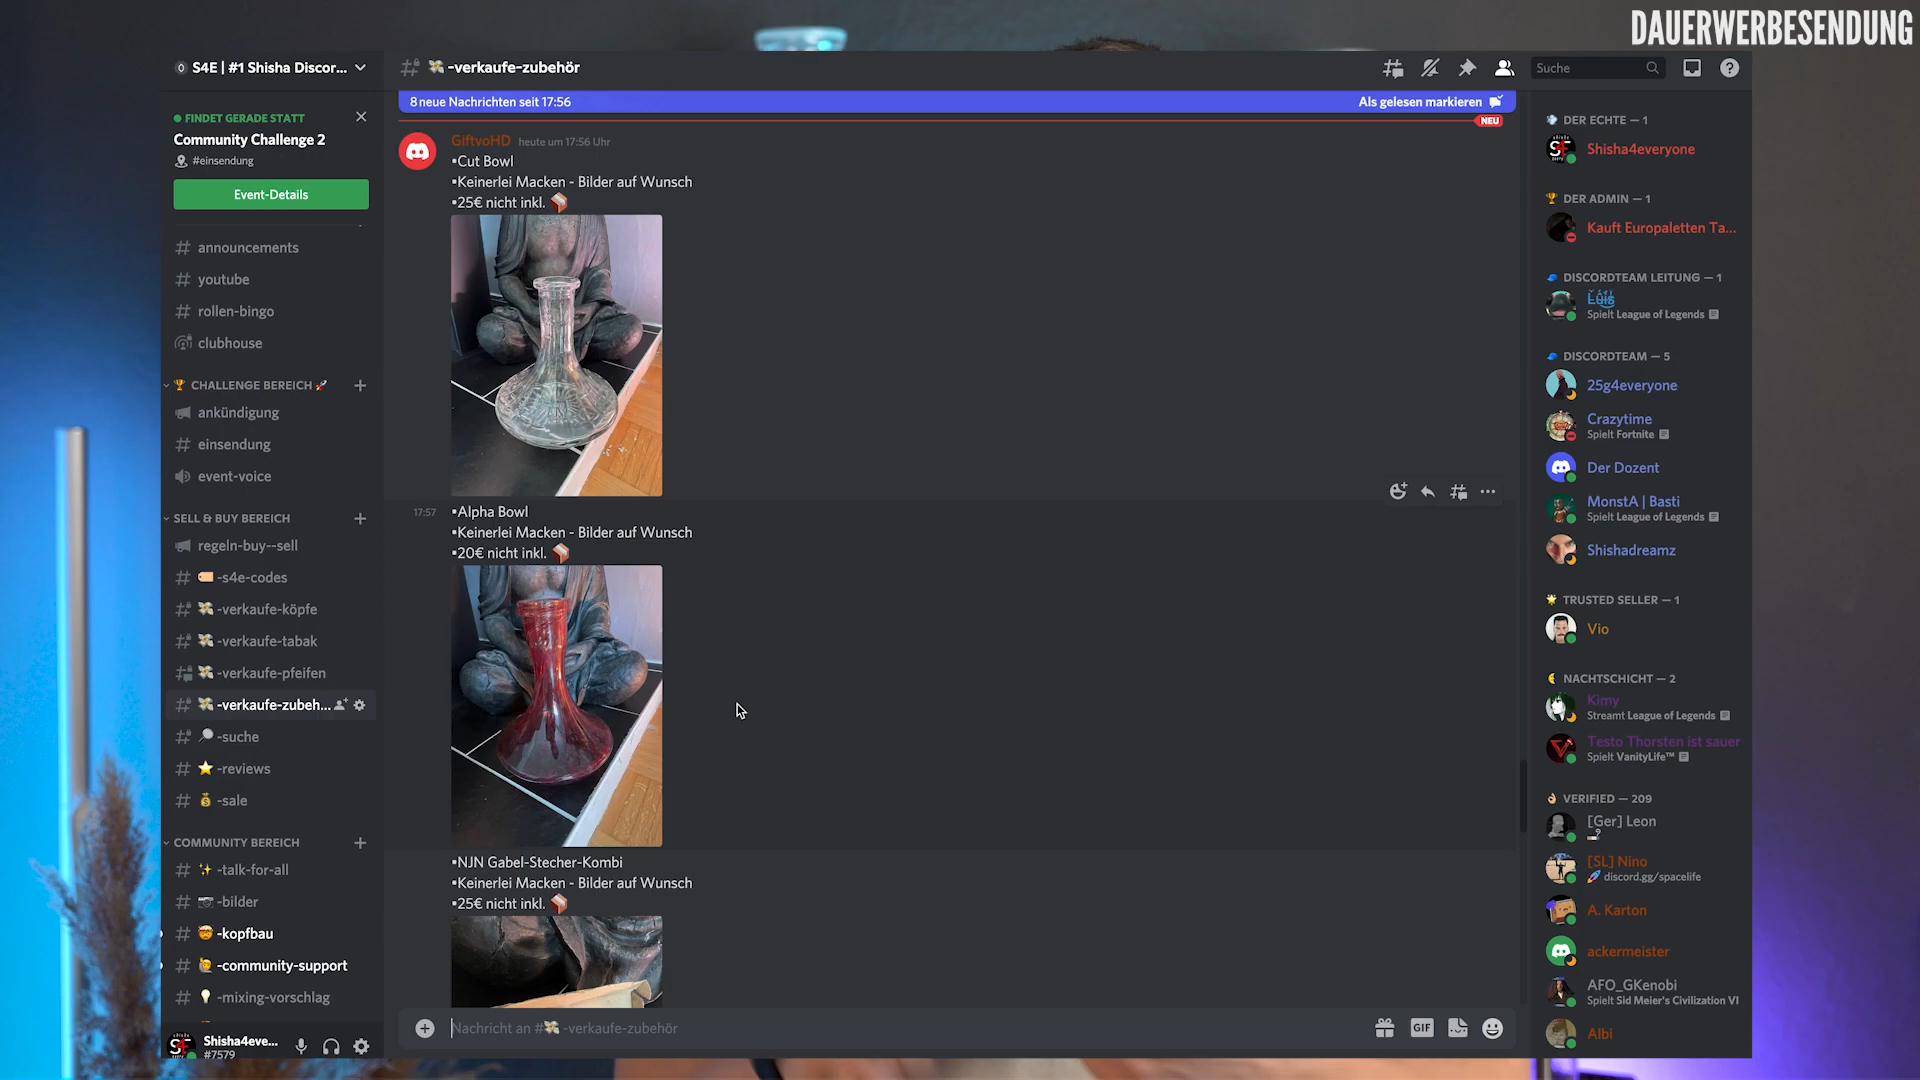 DAUERWERBESENDUNG
S4E | #1 Shisha Discor...
FINDET GERADE STATT
Community Challenge 2
#einsendung
Event-Details
announcements
youtube
rollen-bingo
clubhouse
CHALLENGE BEREICH
ankündigung
einsendung
event-voice
SELL & BUY BEREICH
regeln-buy--sell
-s4e-codes
-verkaufe-köpfe
-verkaufe-tabak
-verkaufe-pfeifen
-verkaufe-zubeh...
-suche
-reviews
-sale
COMMUNITY BEREICH
-talk-for-all
-bilder
-kopfbau
-community-support
-mixing-vorschlag
Shisha4eve...
#7579
-verkaufe-zubehör
Suche
8 neue Nachrichten seit 17:56
Als gelesen markieren
NEU
GiftvoHD heute um 17:56 Uhr
▪Cut Bowl
▪Keinerlei Macken - Bilder auf Wunsch
▪25€ nicht inkl.
17:57 ▪Alpha Bowl
▪Keinerlei Macken - Bilder auf Wunsch
▪20€ nicht inkl.
▪NJN Gabel-Stecher-Kombi
▪Keinerlei Macken - Bilder auf Wunsch
▪25€ nicht inkl.
Nachricht an #💸 -verkaufe-zubehör
GIF
DER ECHTE — 1
Shisha4everyone
DER ADMIN — 1
Kauft Europaletten Ta...
DISCORDTEAM LEITUNG — 1
Spielt League of Legends
DISCORDTEAM — 5
25g4everyone
Crazytime
Spielt Fortnite
Der Dozent
MonstA | Basti
Spielt League of Legends
Shishadreamz
TRUSTED SELLER — 1
Vio
NACHTSCHICHT — 2
Kimy
Streamt League of Legends
Testo Thorsten ist sauer
Spielt VanityLife™
VERIFIED — 209
[Ger] Leon
[SL] Nino
discord.gg/spacelife
A. Karton
ackermeister
AFO_GKenobi
Spielt Sid Meier's Civilization VI
Albi